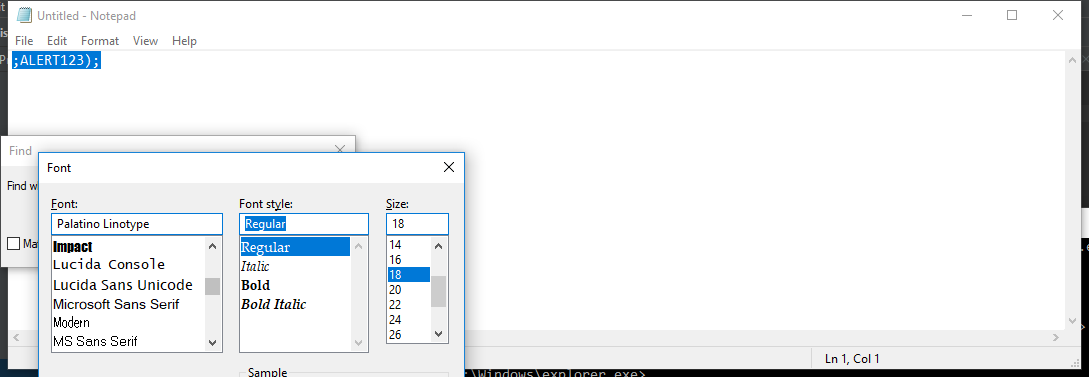 Untitled - Notepad
File Edit Format View Help
;ALERT123);
Find
Find w
Ma
Font
Font: Font style: Size:
Palatino Linotype Regular 18
Impact Regular 14
Lucida Console Italic 16
Lucida Sans Unicode Bold 18
Microsoft Sans Serif Bold Italic 20
Modern 22
MS Sans Serif 24
26
Sample
Ln 1, Col 1
:\Windows\explorer.exe>